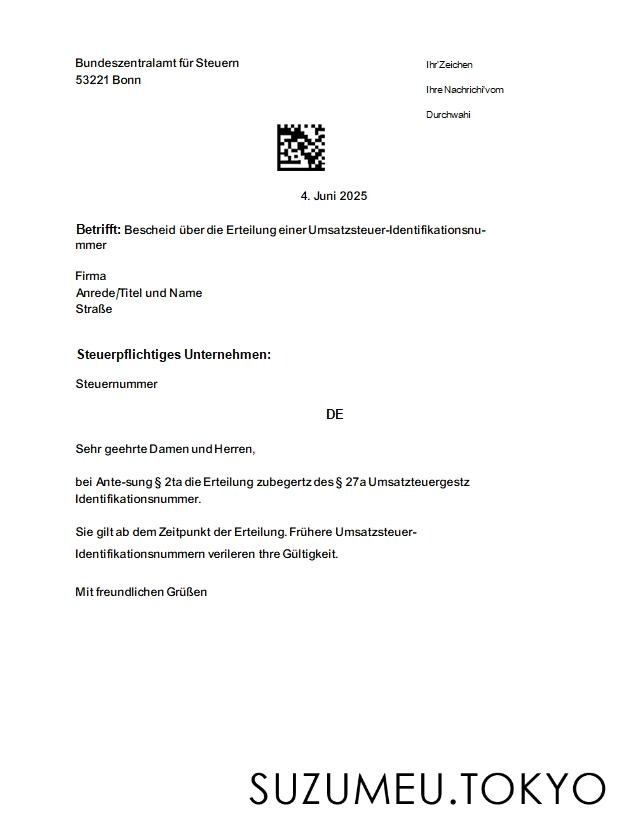 Bundeszentralamt für Steuern
53221 Bonn
Ihr'Zeichen
Ihre Nachrichi'vom
Durchwahi
4. Juni 2025
Betrifft: Bescheid über die Erteilung einer Umsatzsteuer-Identifikationsnu-
mmer
Firma
Anrede/Titel und Name
Straße
Steuerpflichtiges Unternehmen:
Steuernummer
DE
Sehr geehrte Damen und Herren,
bei Ante-sung § 2ta die Erteilung zubegertz des § 27a Umsatzteuergestz
Identifikationsnummer.
Sie gilt ab dem Zeitpunkt der Erteilung. Frühere Umsatzsteuer-
Identifikationsnummern verileren Thre Gültigkeit.
Mit freundlichen Grüßen
SUZUMEU.TOKYO